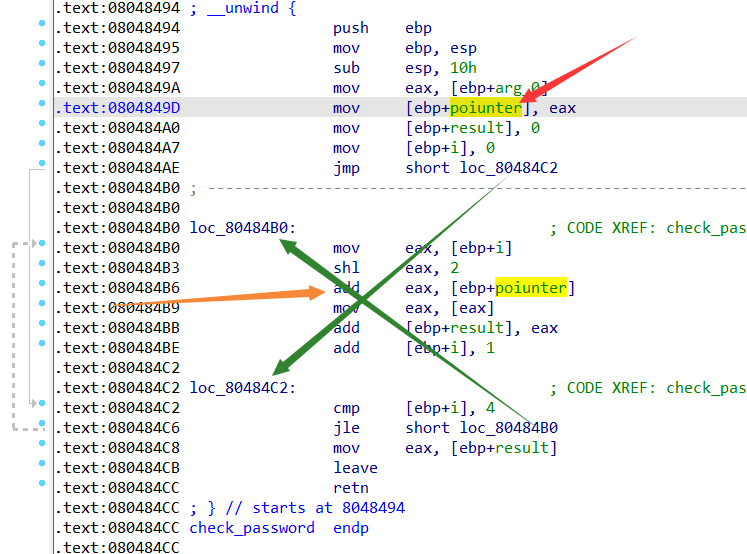 .text:08048494 ; __unwind {
.text:08048494 push ebp
.text:08048495 mov ebp, esp
.text:08048497 sub esp, 10h
.text:0804849A mov eax, [ebp+arg_0]
.text:0804849D mov [ebp+poiunter], eax
.text:080484A0 mov [ebp+result], 0
.text:080484A7 mov [ebp+i], 0
.text:080484AE jmp short loc_80484C2
.text:080484B0 ; ---------------------------------------------------------------
.text:080484B0
.text:080484B0 loc_80484B0: ; CODE XREF: check_pas
.text:080484B0 mov eax, [ebp+i]
.text:080484B3 shl eax, 2
.text:080484B6 add eax, [ebp+poiunter]
.text:080484B9 mov eax, [eax]
.text:080484BB add [ebp+result], eax
.text:080484BE add [ebp+i], 1
.text:080484C2
.text:080484C2 loc_80484C2: ; CODE XREF: check_pas
.text:080484C2 cmp [ebp+i], 4
.text:080484C6 jle short loc_80484B0
.text:080484C8 mov eax, [ebp+result]
.text:080484CB leave
.text:080484CC retn
.text:080484CC ; } // starts at 8048494
.text:080484CC check_password endp
.text:080484CC